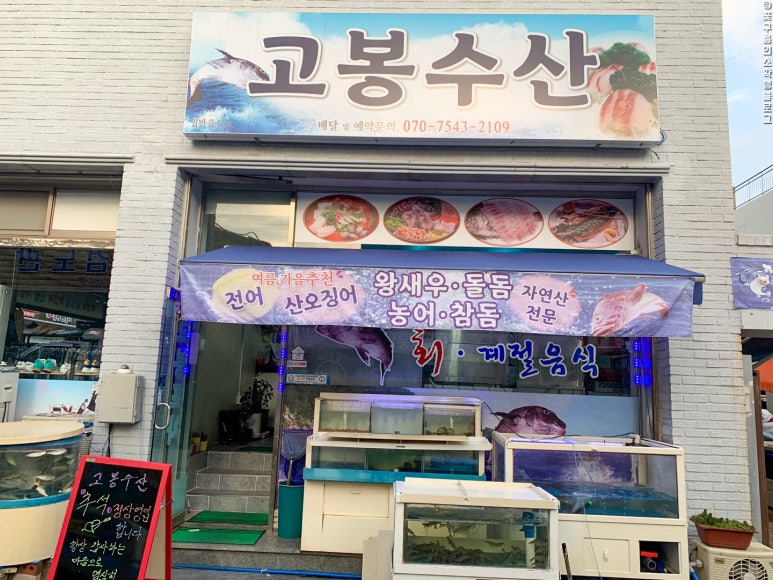 고봉수산
배달 및 예약문의 070-7543-2109
여름 가을추천
전어
산오징어
왕새우·돌돔
농어·참돔
자연산
전문
회·계절음식
고봉수산
추석
정상영업
합니다
항상 감사하는
마음으로